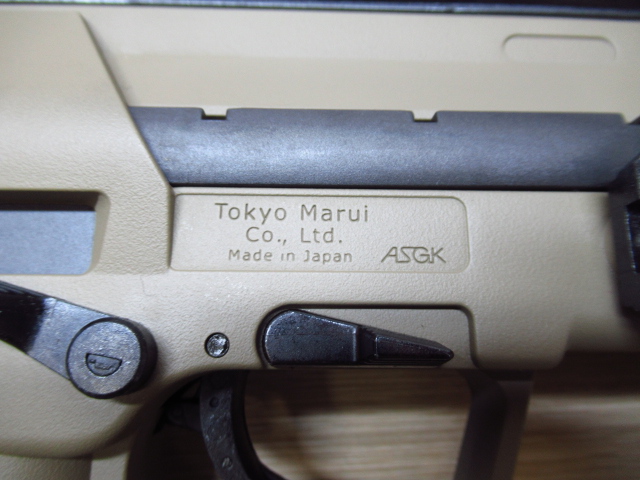 Tokyo Marui
Co., Ltd.
Made in Japan
ASGK